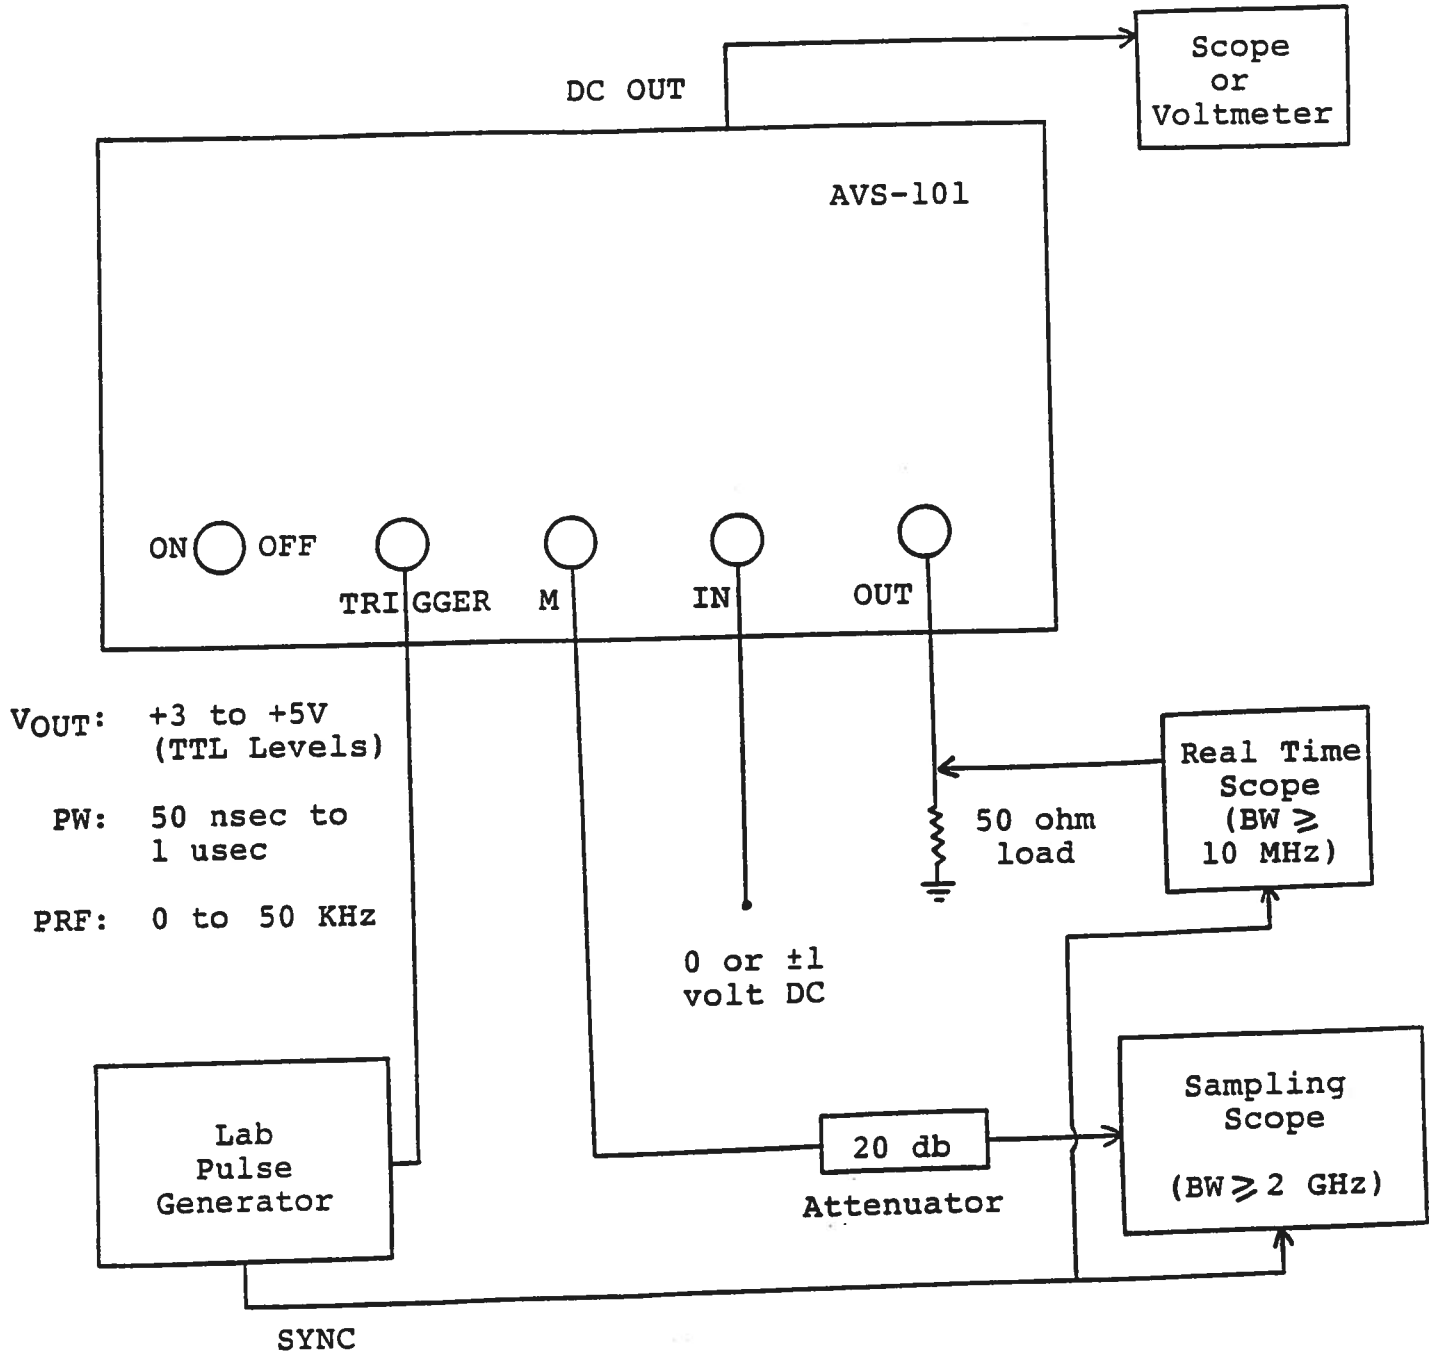 DC OUT
Scope
or
Voltmeter
AVS-101
ON OFF
TRIGGER
M
IN
OUT
VOUT: +3 to +5V
(TTL Levels)
PW: 50 nsec to
1 usec
PRF: 0 to 50 KHz
0 or ±1
volt DC
50 ohm
load
Real Time
Scope
(BW ⩾
10 MHz)
Lab
Pulse
Generator
20 db
Attenuator
Sampling
Scope
(BW ⩾ 2 GHz)
SYNC